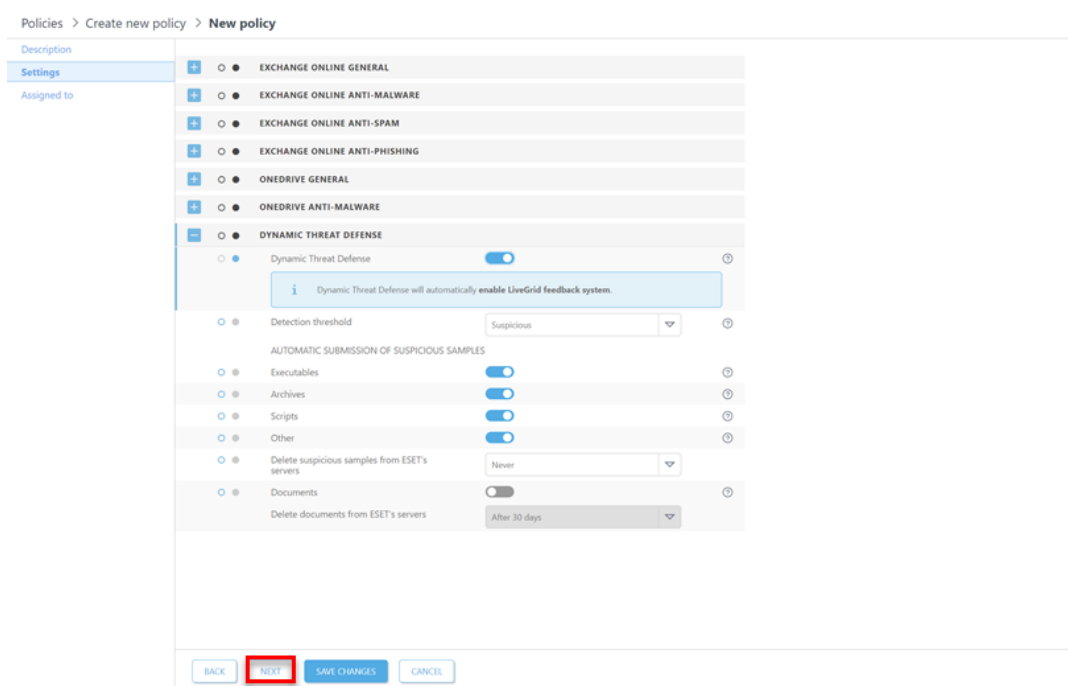 Policies > Create new policy > New policy
Description
Settings
Assigned to
EXCHANGE ONLINE GENERAL
EXCHANGE ONLINE ANTI-MALWARE
EXCHANGE ONLINE ANTI-SPAM
EXCHANGE ONLINE ANTI-PHISHING
ONEDRIVE GENERAL
ONEDRIVE ANTI-MALWARE
DYNAMIC THREAT DEFENSE
Dynamic Threat Defense
Dynamic Threat Defense will automatically enable LiveGrid feedback system.
Detection threshold
Suspicious
AUTOMATIC SUBMISSION OF SUSPICIOUS SAMPLES
Executables
Archives
Scripts
Other
Delete suspicious samples from ESET's
servers
Never
Documents
Delete documents from ESET's servers
After 30 days
BACK NEXT SAVE CHANGES CANCEL